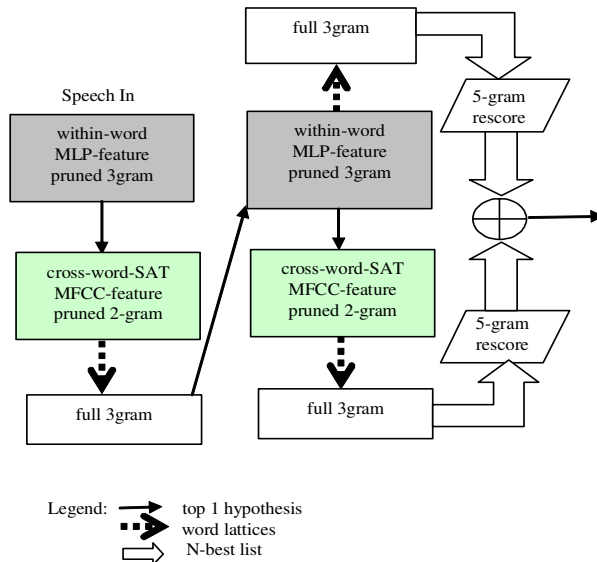 Speech In
within-word
MLP-feature
pruned 3gram
cross-word-SAT
MFCC-feature
pruned 2-gram
full 3gram
full 3gram
within-word
MLP-feature
pruned 3gram
cross-word-SAT
MFCC-feature
pruned 2-gram
full 3gram
5-gram
rescore
5-gram
rescore
Legend: top 1 hypothesis
word lattices
N-best list